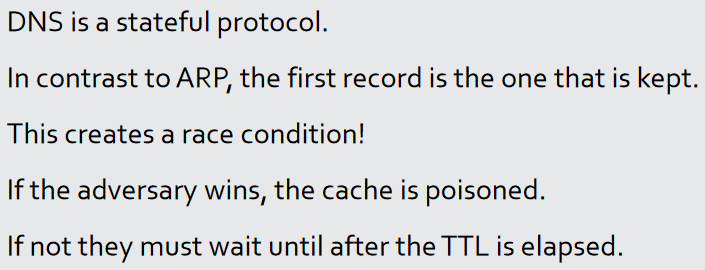 DNS is a stateful protocol.
In contrast to ARP, the first record is the one that is kept.
This creates a race condition!
If the adversary wins, the cache is poisoned.
If not they must wait until after the TTL is elapsed.